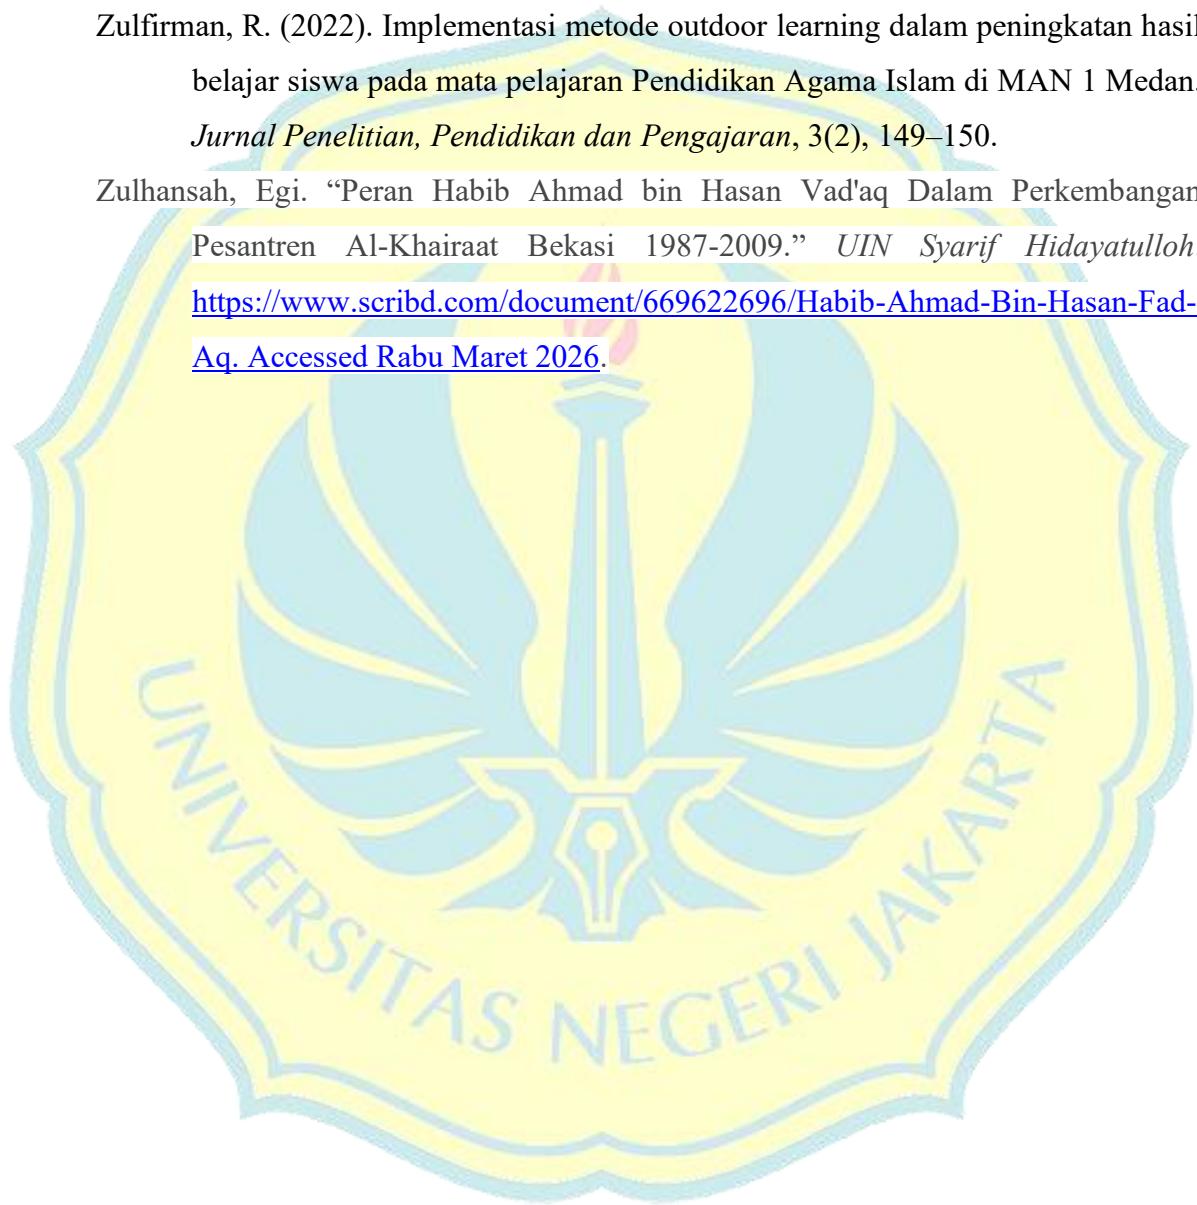 Zulfirman, R. (2022). Implementasi metode outdoor learning dalam peningkatan hasil
belajar siswa pada mata pelajaran Pendidikan Agama Islam di MAN 1 Medan.
Jurnal Penelitian, Pendidikan dan Pengajaran, 3(2), 149–150.
Zulhansah, Egi. “Peran Habib Ahmad bin Hasan Vad'aq Dalam Perkembangan
Pesantren Al-Khairaat Bekasi 1987-2009.” UIN Syarif Hidayatulloh.
https://www.scribd.com/document/669622696/Habib-Ahmad-Bin-Hasan-Fad-
Aq. Accessed Rabu Maret 2026.
UNIVERSITAS NEGERI JAKARTA